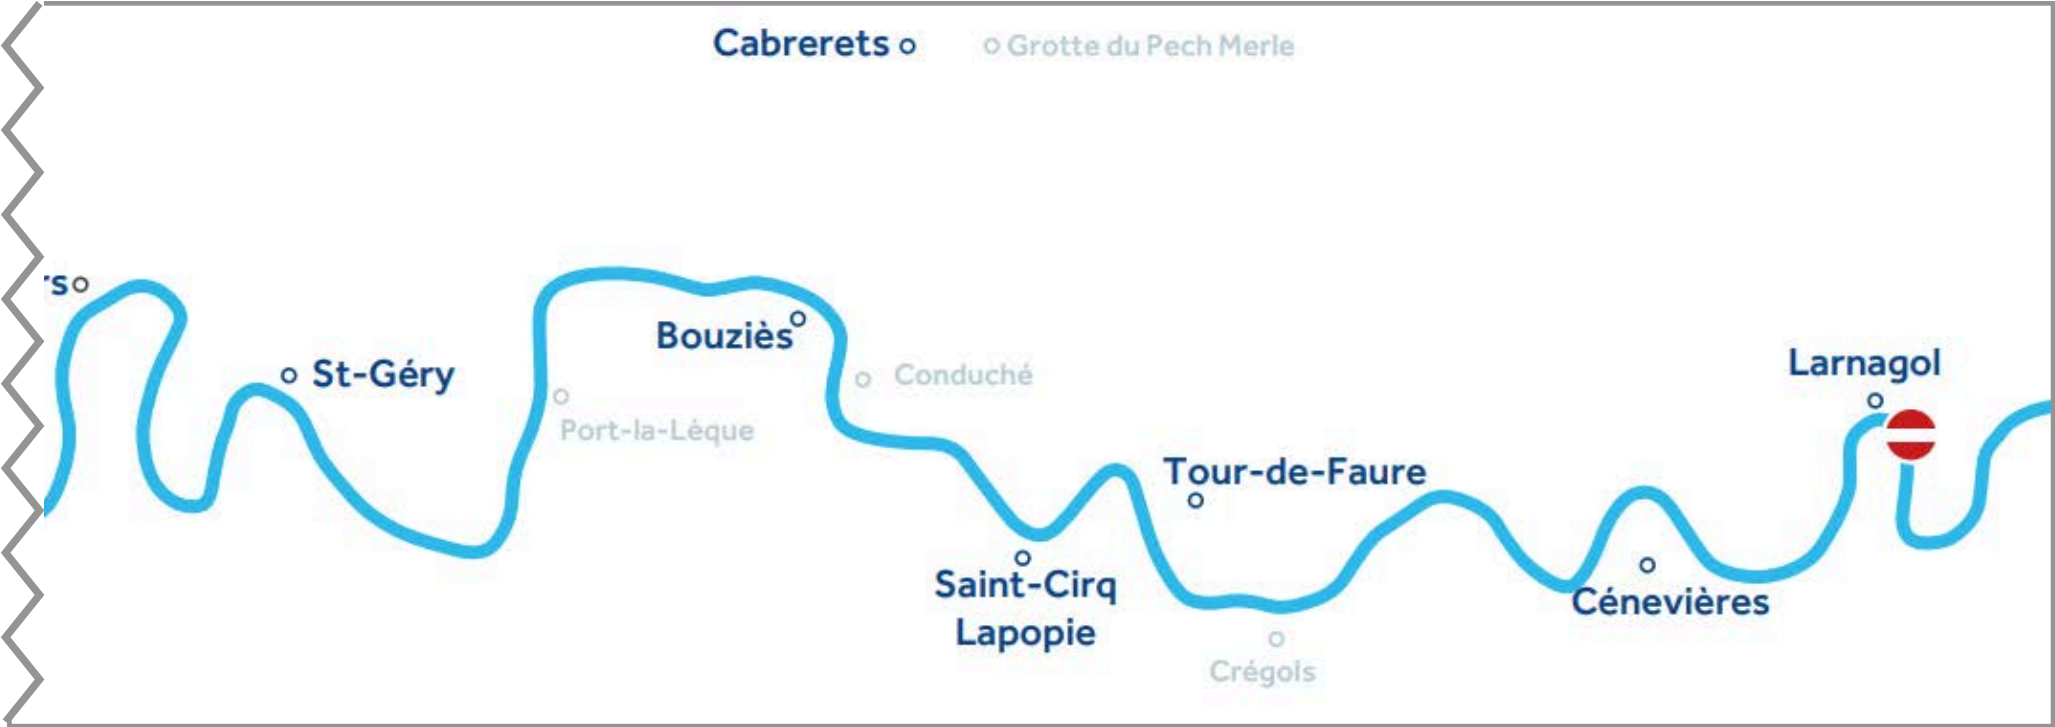 Cabrerets
Grotte du Pech Merle
rs
St-Géry
Bouziès
Conduché
Port-la-Lèque
Larnagol
Tour-de-Faure
Saint-Cirq
Lapopie
Cénevières
Crégols